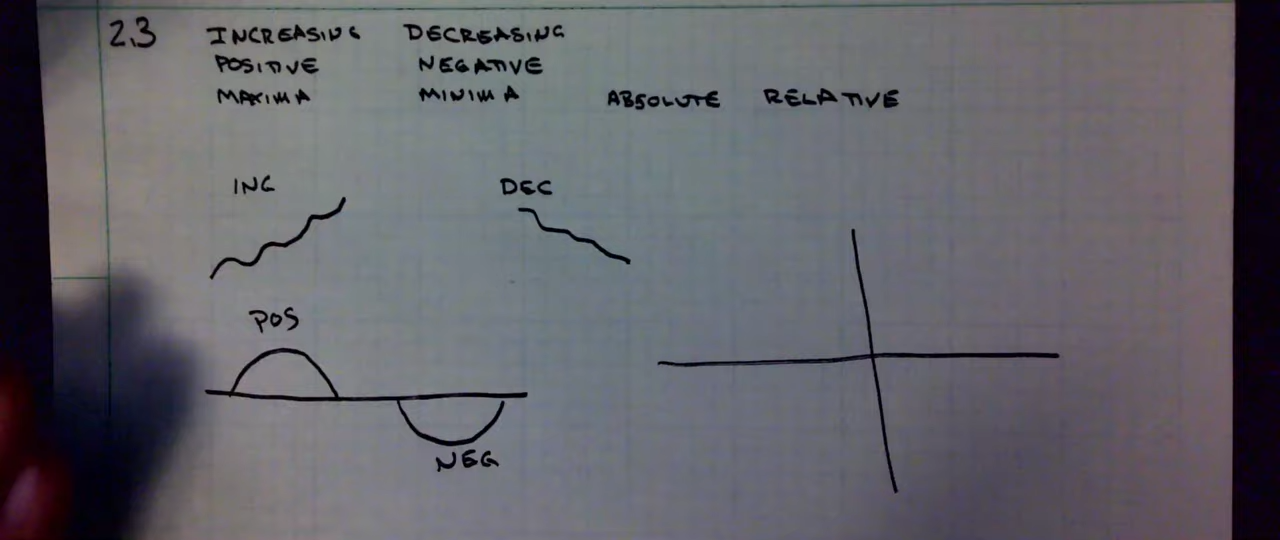 2.3 INCREASING DECREASING
POSITIVE NEGATIVE
MAXIMA MINIMA ABSOLUTE RELATIVE
INC DEC
POS
NEG